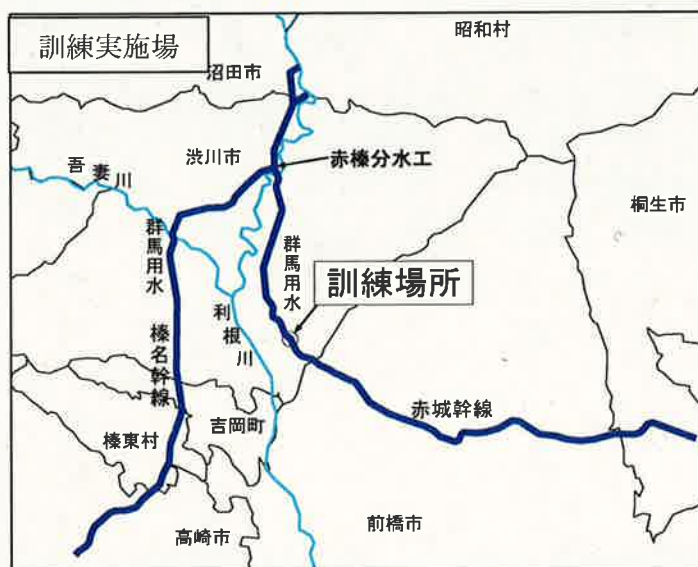 訓練実施場
昭和村
沼田市
渋川市
赤榛分水工
吾妻川
桐生市
群馬用水
群馬用水
訓練場所
利根川
榛名幹線
赤城幹線
吉岡町
榛東村
前橋市
高崎市